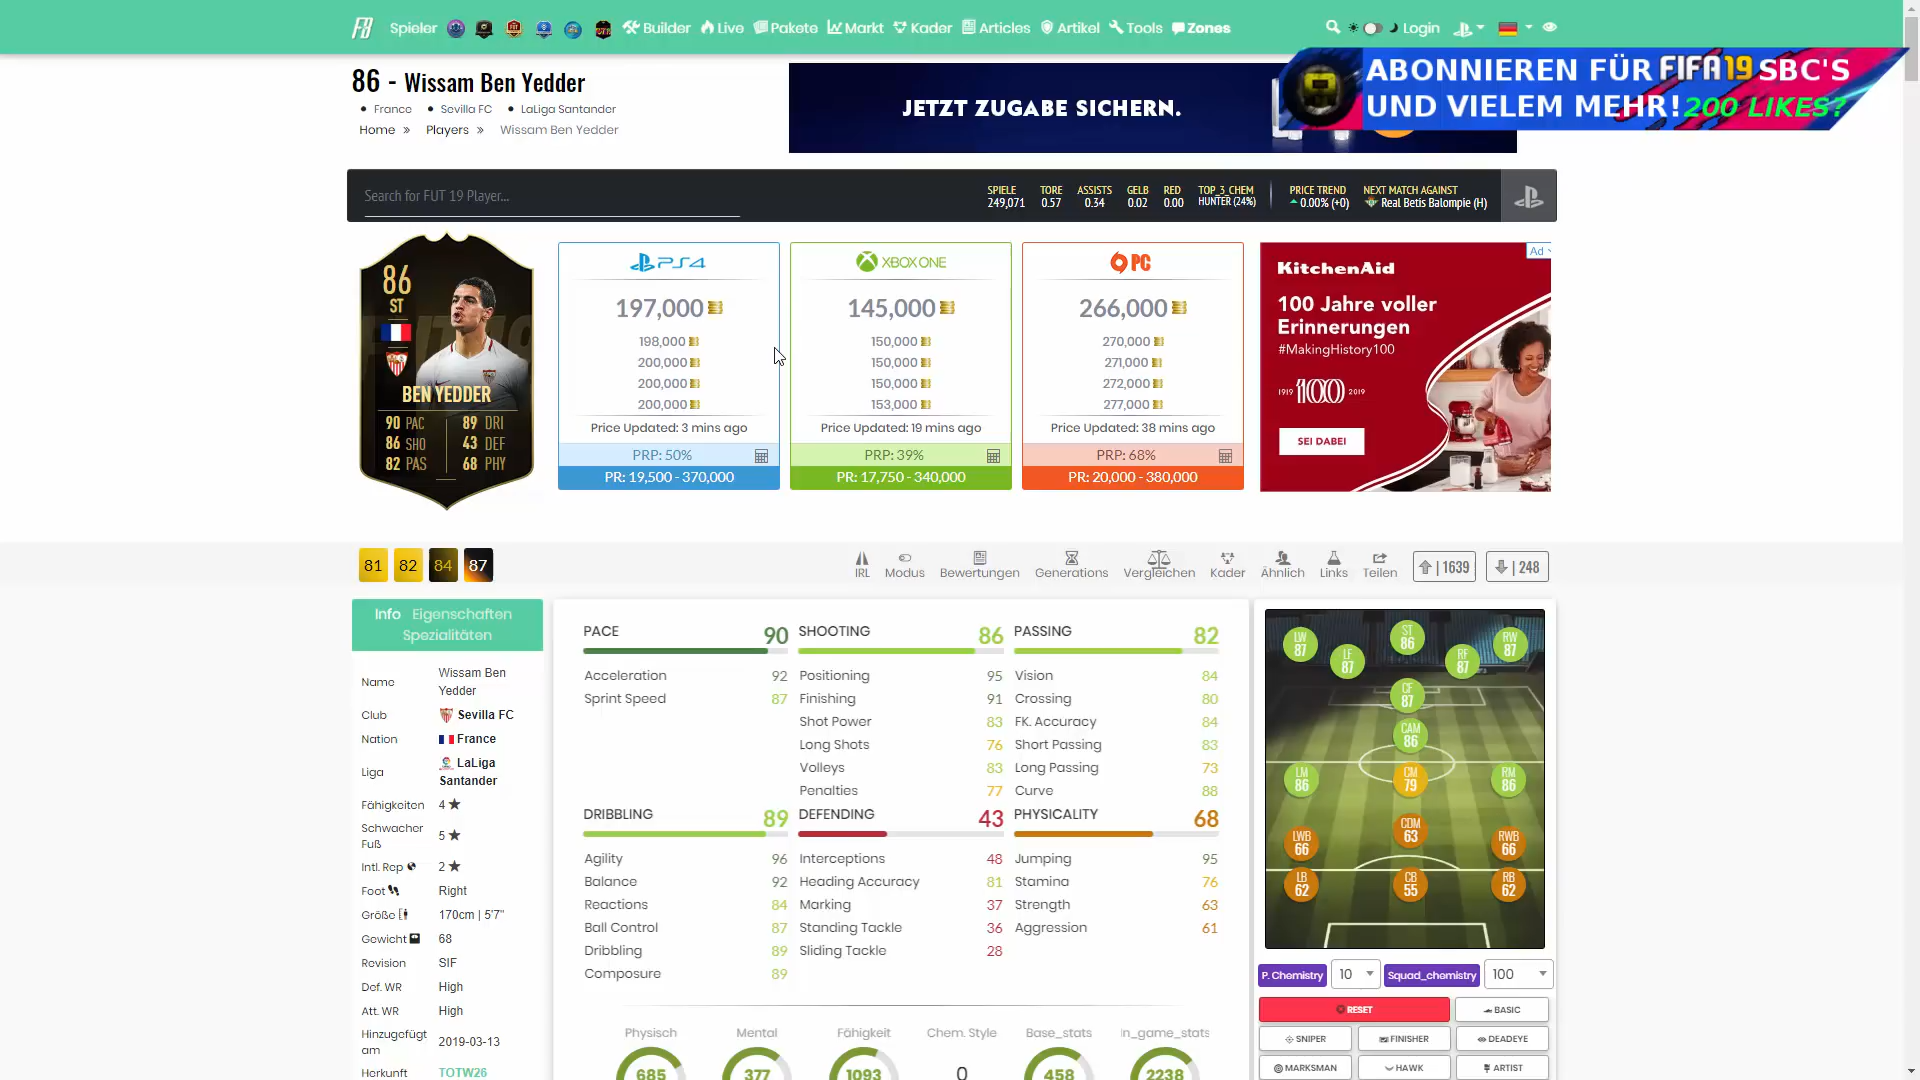 Spieler Builder Live Pakete Markt Kader Articles Artikel Tools Zones Login
86 - Wissam Ben Yedder
France Sevilla FC LaLiga Santander
Home » Players » Wissam Ben Yedder
JETZT ZUGABE SICHERN.
ABONNIEREN FÜR FIFA19 SBC'S
UND VIELEM MEHR! 200 LIKES?
Search for FUT 19 Player...
SPIELE TORE ASSISTS GELB RED TOP_3_CHEM PRICE TREND NEXT MATCH AGAINST
249,071 0.57 0.34 0.02 0.00 HUNTER (24%) 0.00% (+0) Real Betis Balompie (H)
86
ST
BEN YEDDER
90 PAC 89 DRI
86 SHO 43 DEF
82 PAS 68 PHY
PS4
197,000
198,000
200,000
200,000
200,000
Price Updated: 3 mins ago
PRP: 50%
PR: 19,500 - 370,000
XBOX ONE
145,000
150,000
150,000
150,000
153,000
Price Updated: 19 mins ago
PRP: 39%
PR: 17,750 - 340,000
PC
266,000
270,000
271,000
272,000
277,000
Price Updated: 38 mins ago
PRP: 68%
PR: 20,000 - 380,000
Ad
KitchenAid
100 Jahre voller
Erinnerungen
#MakingHistory100
1919 100 2019
SEI DABEI
81 82 84 87
IRL Modus Bewertungen Generations Vergleichen Kader Ähnlich Links Teilen | 1639 | 248
Info Eigenschaften
Spezialitäten
Name Wissam Ben Yedder
Club Sevilla FC
Nation France
Liga LaLiga Santander
Fähigkeiten 4
Schwacher Fuß 5
Intl. Rep 2
Foot Right
Größe 170cm | 5'7"
Gewicht 68
Revision SIF
Def. WR High
Att. WR High
Hinzugefügt am 2019-03-13
Herkunft TOTW26
PACE 90
Acceleration 92
Sprint Speed 87
SHOOTING 86
Positioning 95
Finishing 91
Shot Power 83
Long Shots 76
Volleys 83
Penalties 77
PASSING 82
Vision 84
Crossing 80
FK. Accuracy 84
Short Passing 83
Long Passing 73
Curve 88
DRIBBLING 89
Agility 96
Balance 92
Reactions 84
Ball Control 87
Dribbling 89
Composure 89
DEFENDING 43
Interceptions 48
Heading Accuracy 81
Marking 37
Standing Tackle 36
Sliding Tackle 28
PHYSICALITY 68
Jumping 95
Stamina 76
Strength 63
Aggression 61
Physisch Mental Fähigkeit Chem. Style Base_stats In_game_stats
685 377 1093 0 458 2238
LW 87
LF 87
ST 86
RF 87
RW 87
CF 87
CAM 86
LM 86
CM 79
RM 86
LWB 66
CDM 63
RWB 66
LB 62
CB 55
RB 62
P. Chemistry 10 Squad_chemistry 100
RESET BASIC
SNIPER FINISHER DEADEYE
MARKSMAN HAWK ARTIST